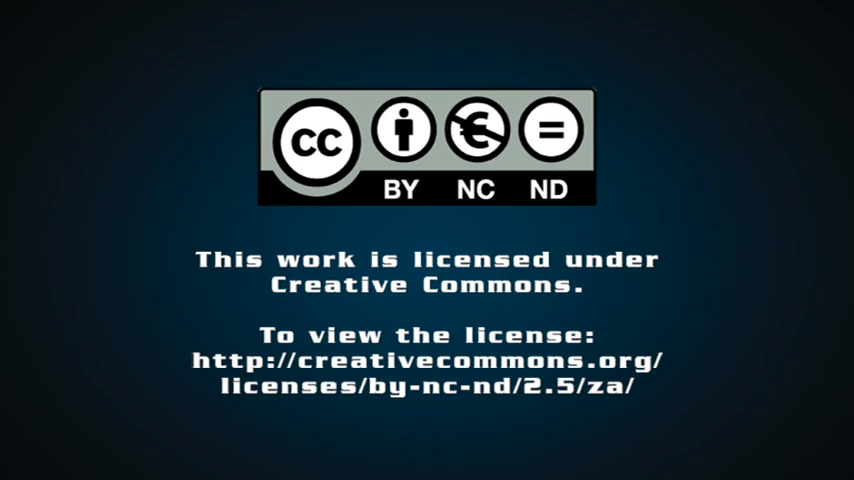 cc
BY NC ND
This work is licensed under
Creative Commons.
To view the license:
http://creativecommons.org/
licenses/by-nc-nd/2.5/za/